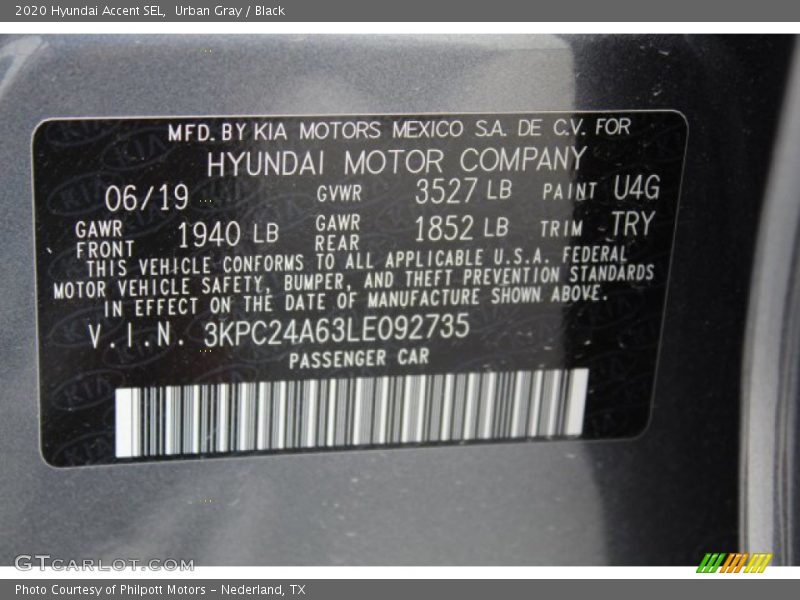 2020 Hyundai Accent SEL, Urban Gray / Black
MFD. BY KIA MOTORS MEXICO S.A. DE C.V. FOR
HYUNDAI MOTOR COMPANY
06/19 GVWR 3527 LB PAINT U4G
GAWR FRONT 1940 LB GAWR REAR 1852 LB TRIM TRY
THIS VEHICLE CONFORMS TO ALL APPLICABLE U.S.A. FEDERAL
MOTOR VEHICLE SAFETY, BUMPER, AND THEFT PREVENTION STANDARDS
IN EFFECT ON THE DATE OF MANUFACTURE SHOWN ABOVE.
V.I.N. 3KPC24A63LE092735
PASSENGER CAR
GTCARLOT.COM
Photo Courtesy of Philpott Motors - Nederland, TX